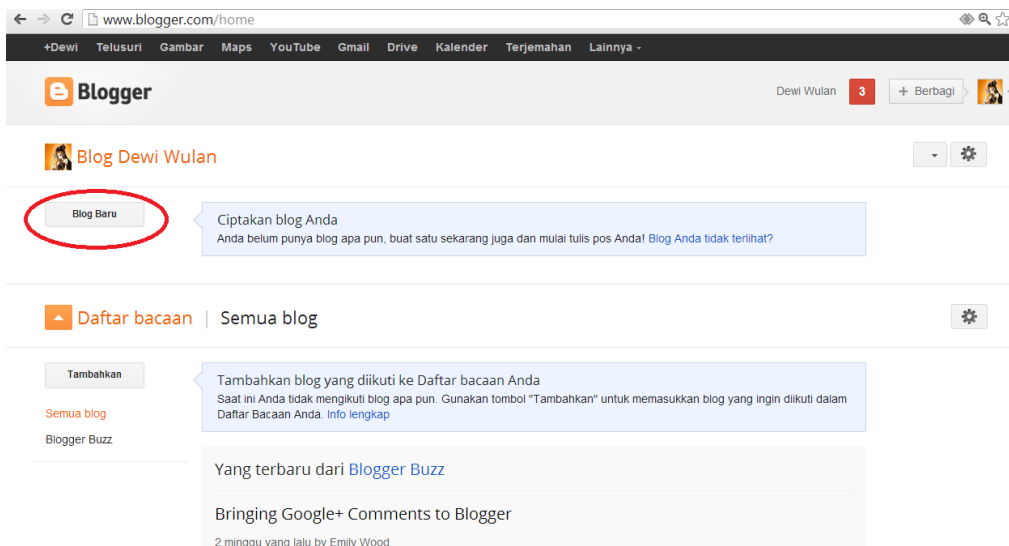 www.blogger.com/home
+Dewi Telusuri Gambar Maps YouTube Gmail Drive Kalender Terjemahan Lainnya
Blogger
Dewi Wulan 3 + Berbagi
Blog Dewi Wulan
Blog Baru
Ciptakan blog Anda
Anda belum punya blog apa pun, buat satu sekarang juga dan mulai tulis pos Anda! Blog Anda tidak terlihat?
Daftar bacaan | Semua blog
Tambahkan
Semua blog
Blogger Buzz
Tambahkan blog yang diikuti ke Daftar bacaan Anda
Saat ini Anda tidak mengikuti blog apa pun. Gunakan tombol "Tambahkan" untuk memasukkan blog yang ingin diikuti dalam
Daftar Bacaan Anda. Info lengkap
Yang terbaru dari Blogger Buzz
Bringing Google+ Comments to Blogger
2 minggu yang lalu by Emily Wood